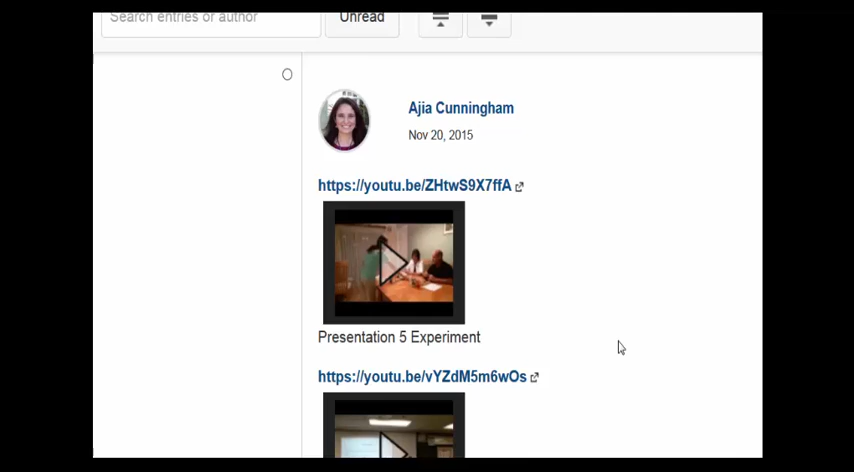 Search entries or author
Unread
Ajia Cunningham
Nov 20, 2015
https://youtu.be/ZHtwS9X7ffA
Presentation 5 Experiment
https://youtu.be/vYZdM5m6wOs